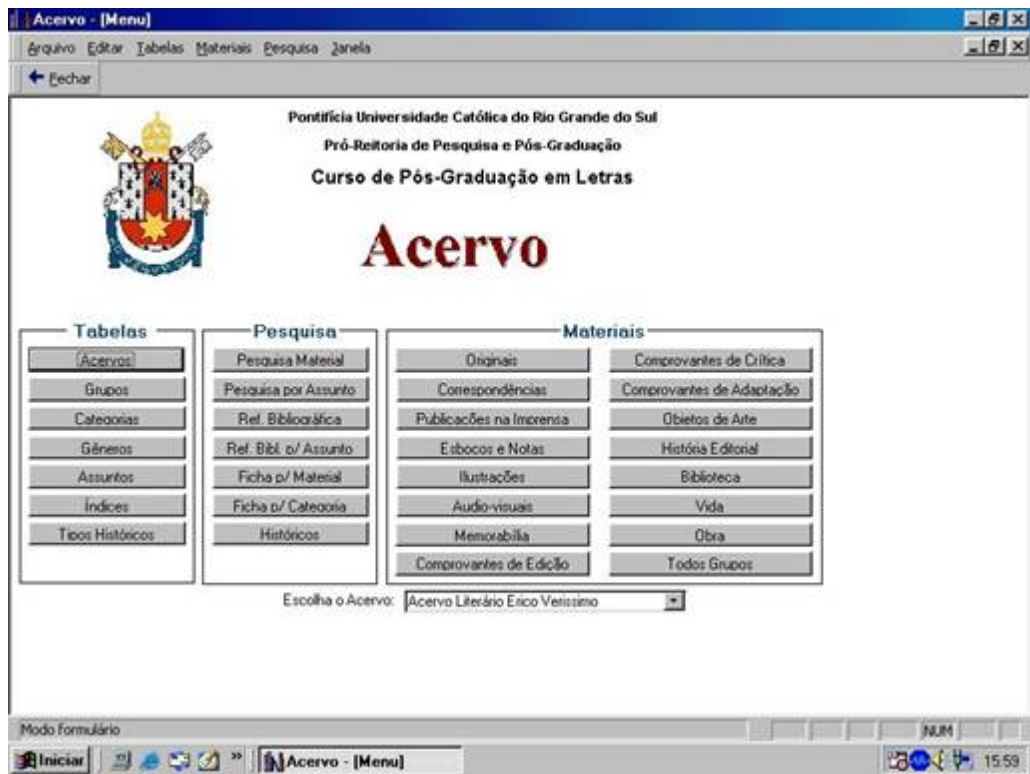 Acervo - [Menu]
Arquivo Editar Tabelas Materiais Pesquisa Janela
Fechar
Pontifícia Universidade Católica do Rio Grande do Sul
Pró-Reitoria de Pesquisa e Pós-Graduação
Curso de Pós-Graduação em Letras
Acervo
Tabelas
Acervos
Grupos
Categorias
Gêneros
Assuntos
Índices
Tipos Históricos
Pesquisa
Pesquisa Material
Pesquisa por Assunto
Ref. Bibliográfica
Ref. Bibl. p/ Assunto
Ficha p/ Material
Ficha p/ Categoria
Históricos
Materiais
Originais
Correspondências
Publicações na Imprensa
Esbocos e Notas
Ilustrações
Audio-visuais
Memorabília
Comprovantes de Edição
Comprovantes de Crítica
Comprovantes de Adaptação
Objetos de Arte
História Editorial
Biblioteca
Vida
Obra
Todos Grupos
Escolha o Acervo: Acervo Literário Erico Verissimo
Modo formulário
NUM
Iniciar
Acervo - [Menu]
15:59